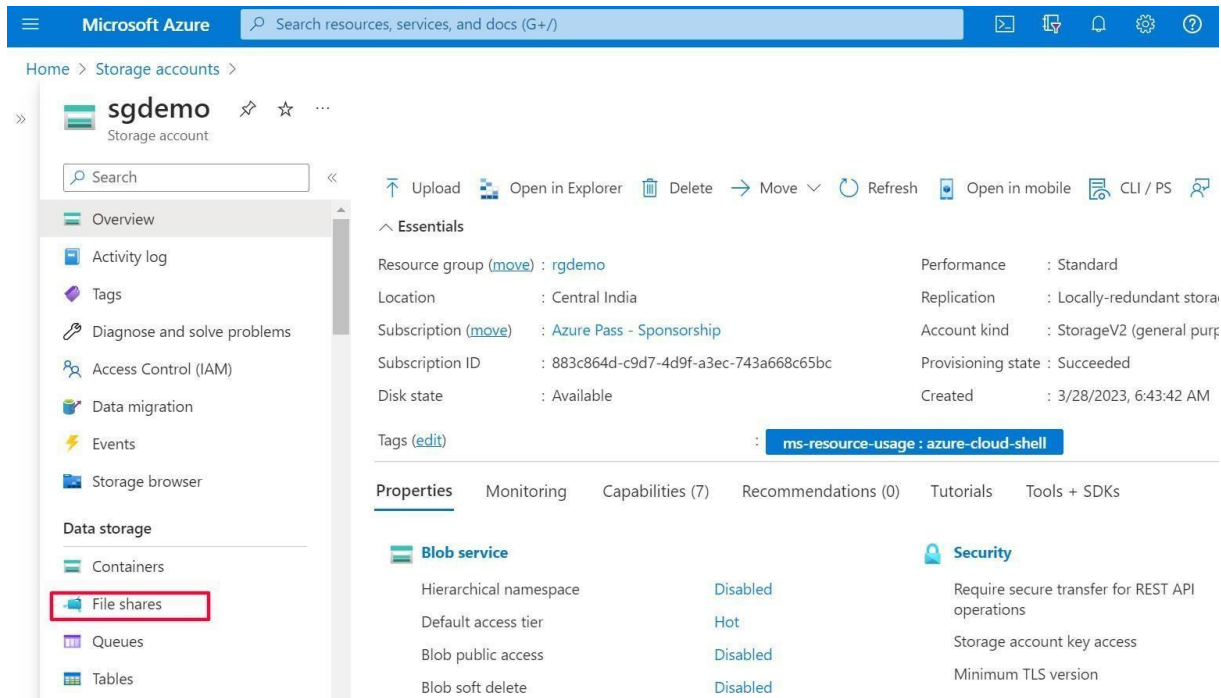 Microsoft Azure
Search resources, services, and docs (G+/)
Home > Storage accounts >
sgdemo
Storage account
Search
Overview
Activity log
Tags
Diagnose and solve problems
Access Control (IAM)
Data migration
Events
Storage browser
Data storage
Containers
File shares
Queues
Tables
Upload Open in Explorer Delete Move Refresh Open in mobile CLI / PS
Essentials
Resource group (move) : rgdemo
Location : Central India
Subscription (move) : Azure Pass - Sponsorship
Subscription ID : 883c864d-c9d7-4d9f-a3ec-743a668c65bc
Disk state : Available
Performance : Standard
Replication : Locally-redundant stora
Account kind : StorageV2 (general purp
Provisioning state : Succeeded
Created : 3/28/2023, 6:43:42 AM
Tags (edit) : ms-resource-usage : azure-cloud-shell
Properties Monitoring Capabilities (7) Recommendations (0) Tutorials Tools + SDKs
Blob service
Hierarchical namespace Disabled
Default access tier Hot
Blob public access Disabled
Blob soft delete Disabled
Security
Require secure transfer for REST API
operations
Storage account key access
Minimum TLS version